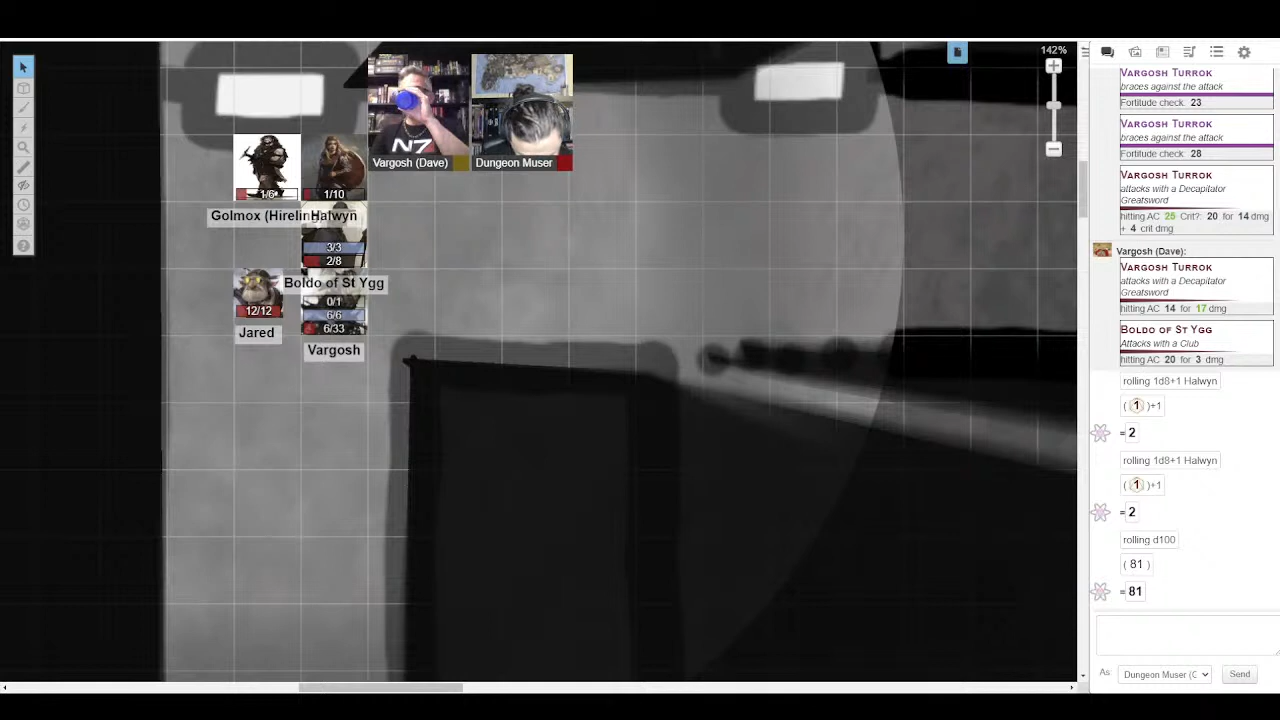 142%
VARGOSH TURROK
braces against the attack
Fortitude check: 23
VARGOSH TURROK
braces against the attack
Fortitude check: 28
VARGOSH TURROK
attacks with a Decapitator
Greatsword
hitting AC 25 Crit?: 20 for 14 dmg
+ 4 crit dmg
Vargosh (Dave):
VARGOSH TURROK
attacks with a Decapitator
Greatsword
hitting AC 14 for 17 dmg
BOLDO OF ST YGG
Attacks with a Club
hitting AC 20 for 3 dmg
rolling 1d8+1 Halwyn
(1)+1
=2
rolling 1d8+1 Halwyn
(1)+1
=2
rolling d100
(81)
=81
As:
Dungeon Muser (G
Send
N7
Vargosh (Dave)
Dungeon Muser
1/6
1/10
Golmox (Hirelin
Halwyn
3/3
2/8
Boldo of St Ygg
12/12
0/1
6/6
6/33
Jared
Vargosh